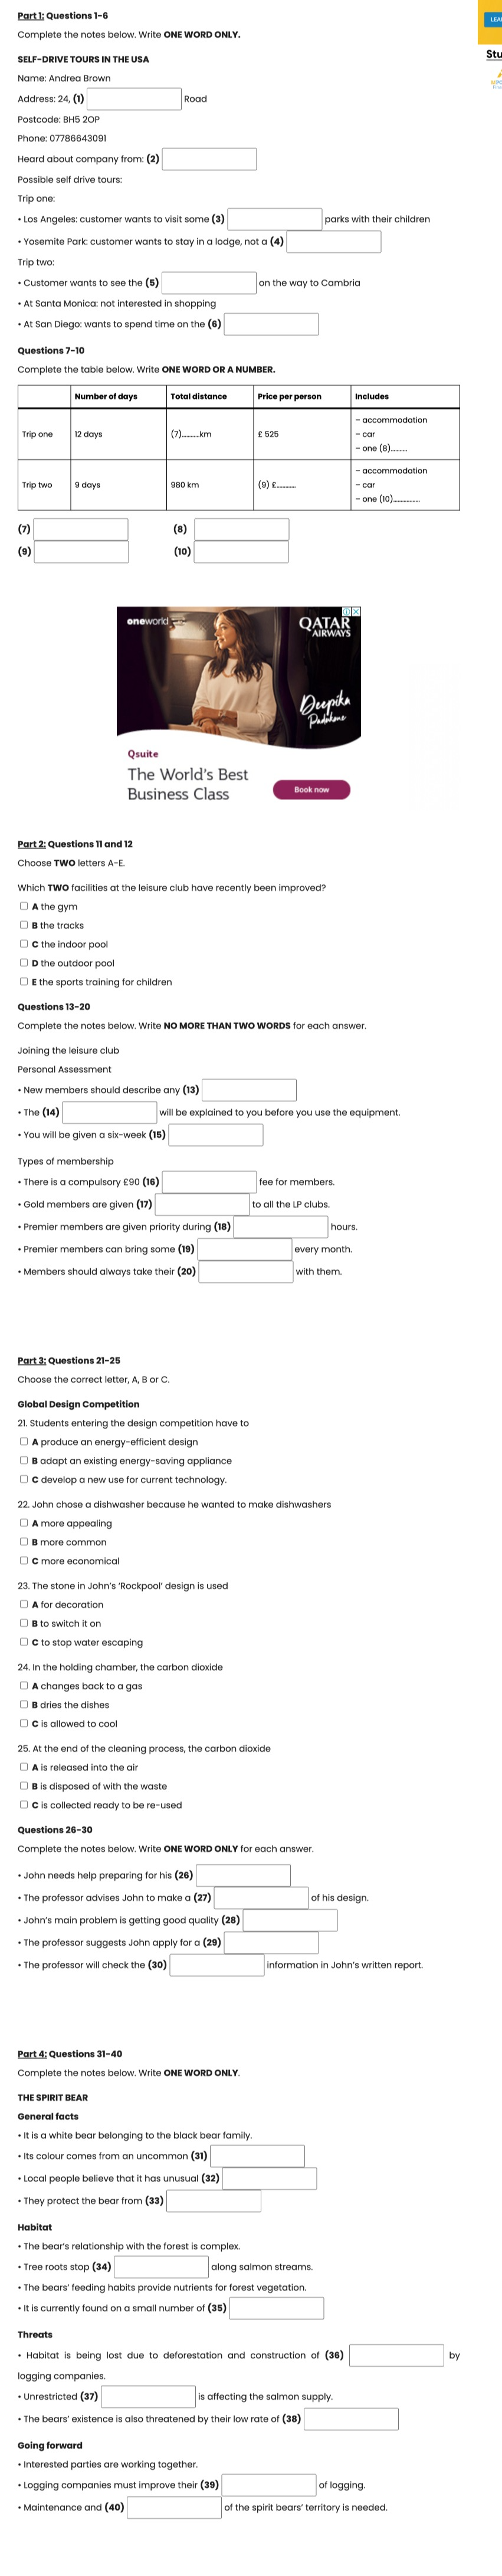 Part 1: Questions 1-6
LEA
Complete the notes below. Write ONE WORD ONLY.
Stu
SELF-DRIVE TOURS IN THE USA
Name: Andrea Brown
Address: 24, (1) Road
Postcode: BH5 2OP
Phone: 07786643091
Heard about company from: (2)
Possible self drive tours:
Trip one:
• Los Angeles: customer wants to visit some (3) parks with their children
• Yosemite Park: customer wants to stay in a lodge, not a (4)
Trip two:
• Customer wants to see the (5) on the way to Cambria
• At Santa Monica: not interested in shopping
• At San Diego: wants to spend time on the (6)
Questions 7-10
Complete the table below. Write ONE WORD OR A NUMBER.
Number of days Total distance Price per person Includes
Trip one 12 days (7)..........km £ 525 – accommodation
– car
– one (8)..........
Trip two 9 days 980 km (9) £............ – accommodation
– car
– one (10)...............
(7) (8)
(9) (10)
oneworld QATAR
AIRWAYS
Deepika
Padukone
Qsuite
The World's Best
Business Class Book now
Part 2: Questions 11 and 12
Choose TWO letters A-E.
Which TWO facilities at the leisure club have recently been improved?
A the gym
B the tracks
C the indoor pool
D the outdoor pool
E the sports training for children
Questions 13-20
Complete the notes below. Write NO MORE THAN TWO WORDS for each answer.
Joining the leisure club
Personal Assessment
• New members should describe any (13)
• The (14) will be explained to you before you use the equipment.
• You will be given a six-week (15)
Types of membership
• There is a compulsory £90 (16) fee for members.
• Gold members are given (17) to all the LP clubs.
• Premier members are given priority during (18) hours.
• Premier members can bring some (19) every month.
• Members should always take their (20) with them.
Part 3: Questions 21-25
Choose the correct letter, A, B or C.
Global Design Competition
21. Students entering the design competition have to
A produce an energy-efficient design
B adapt an existing energy-saving appliance
C develop a new use for current technology.
22. John chose a dishwasher because he wanted to make dishwashers
A more appealing
B more common
C more economical
23. The stone in John's 'Rockpool' design is used
A for decoration
B to switch it on
C to stop water escaping
24. In the holding chamber, the carbon dioxide
A changes back to a gas
B dries the dishes
C is allowed to cool
25. At the end of the cleaning process, the carbon dioxide
A is released into the air
B is disposed of with the waste
C is collected ready to be re-used
Questions 26-30
Complete the notes below. Write ONE WORD ONLY for each answer.
• John needs help preparing for his (26)
• The professor advises John to make a (27) of his design.
• John's main problem is getting good quality (28)
• The professor suggests John apply for a (29)
• The professor will check the (30) information in John's written report.
Part 4: Questions 31-40
Complete the notes below. Write ONE WORD ONLY.
THE SPIRIT BEAR
General facts
• It is a white bear belonging to the black bear family.
• Its colour comes from an uncommon (31)
• Local people believe that it has unusual (32)
• They protect the bear from (33)
Habitat
• The bear's relationship with the forest is complex.
• Tree roots stop (34) along salmon streams.
• The bears' feeding habits provide nutrients for forest vegetation.
• It is currently found on a small number of (35)
Threats
• Habitat is being lost due to deforestation and construction of (36) by
logging companies.
• Unrestricted (37) is affecting the salmon supply.
• The bears' existence is also threatened by their low rate of (38)
Going forward
• Interested parties are working together.
• Logging companies must improve their (39) of logging.
• Maintenance and (40) of the spirit bears' territory is needed.